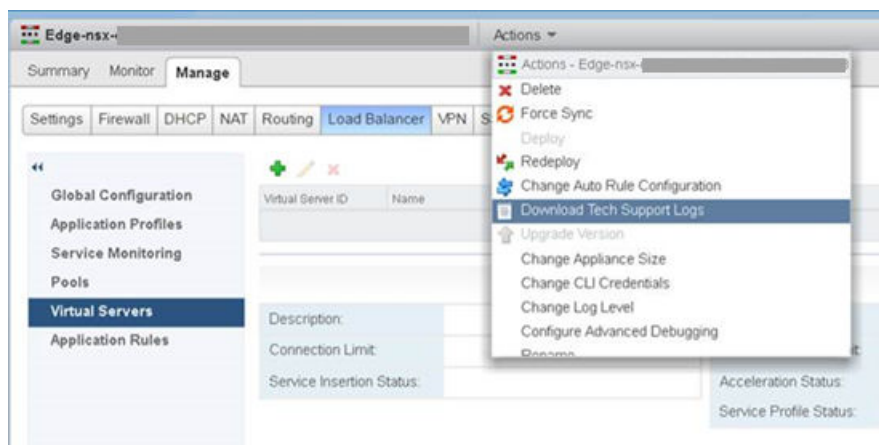 Edge-nsx-
Actions
Summary Monitor Manage
Actions - Edge-nsx-
Delete
Settings Firewall DHCP NAT Routing Load Balancer VPN S
Force Sync
Deploy
Redeploy
Change Auto Rule Configuration
Download Tech Support Logs
Upgrade Version
Change Appliance Size
Change CLI Credentials
Change Log Level
Configure Advanced Debugging
Rename
Global Configuration
Application Profiles
Service Monitoring
Pools
Virtual Servers
Application Rules
Virtual Server ID Name
Description:
Connection Limit:
Service Insertion Status:
Acceleration Status:
Service Profile Status: